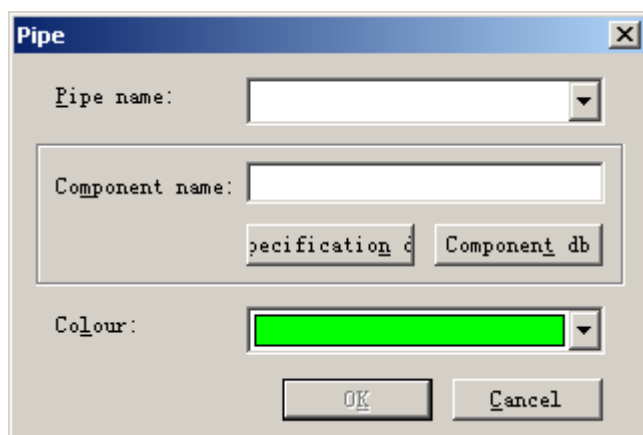 Pipe
Pipe name:
Component name:
pecification d
Component db
Colour:
OK
Cancel